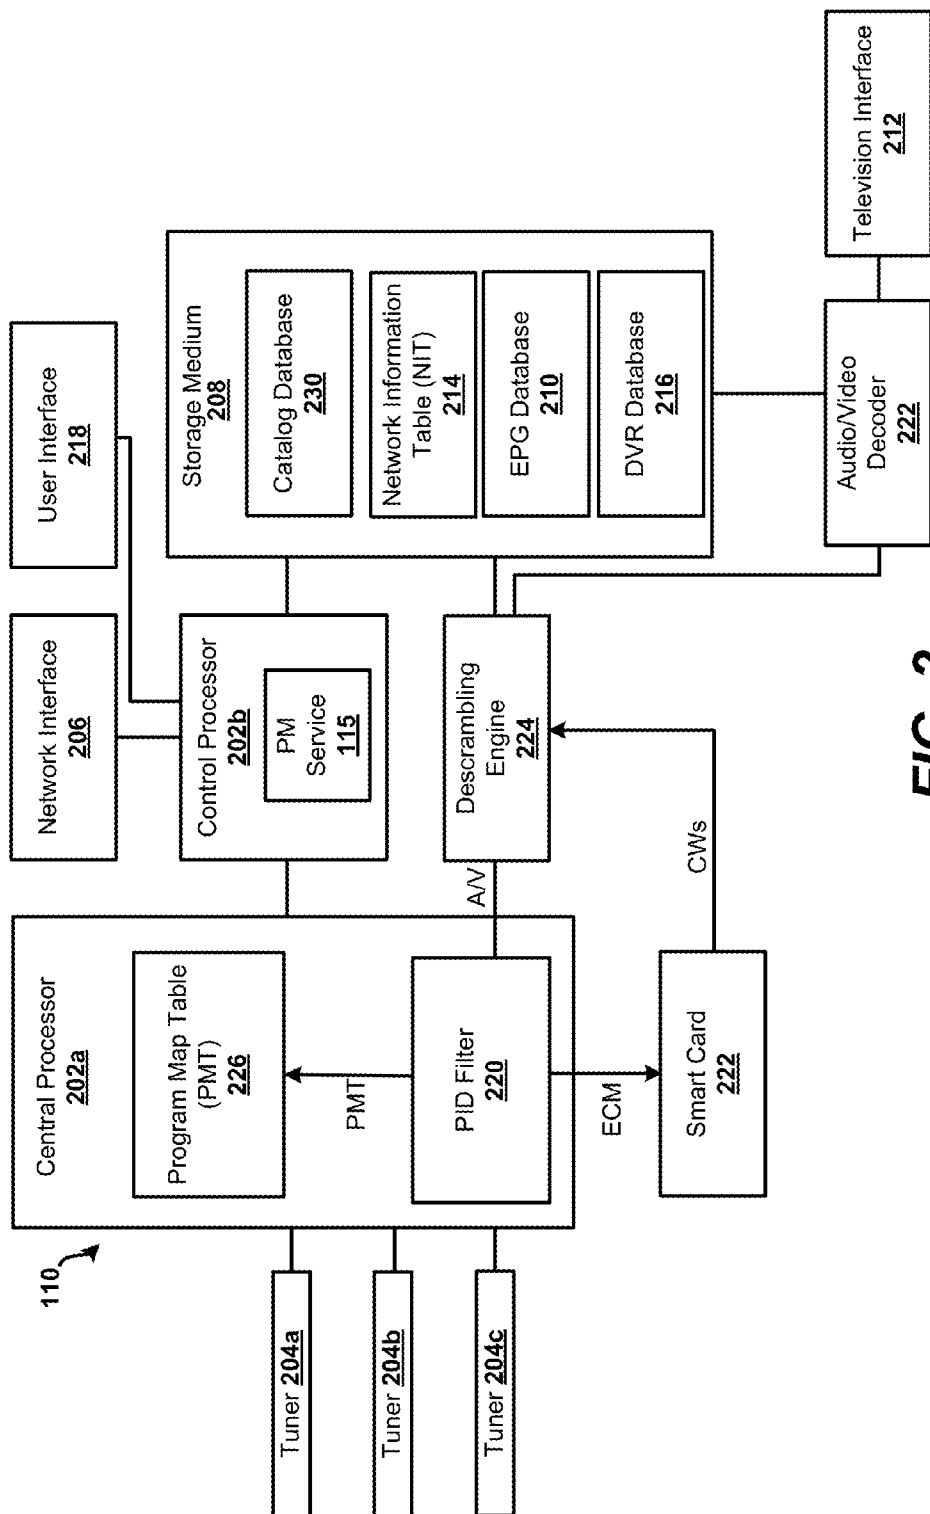 110
Tuner 204a
Tuner 204b
Tuner 204c
Central Processor
202a
Program Map Table
(PMT)
226
PMT
PID Filter
220
ECM
A/V
Smart Card
222
CWs
Network Interface
206
User Interface
218
Control Processor
202b
PM
Service
115
Descrambling
Engine
224
Storage Medium
208
Catalog Database
230
Network Information
Table (NIT)
214
EPG Database
210
DVR Database
216
Audio/Video
Decoder
222
Television Interface
212
FIG. 2